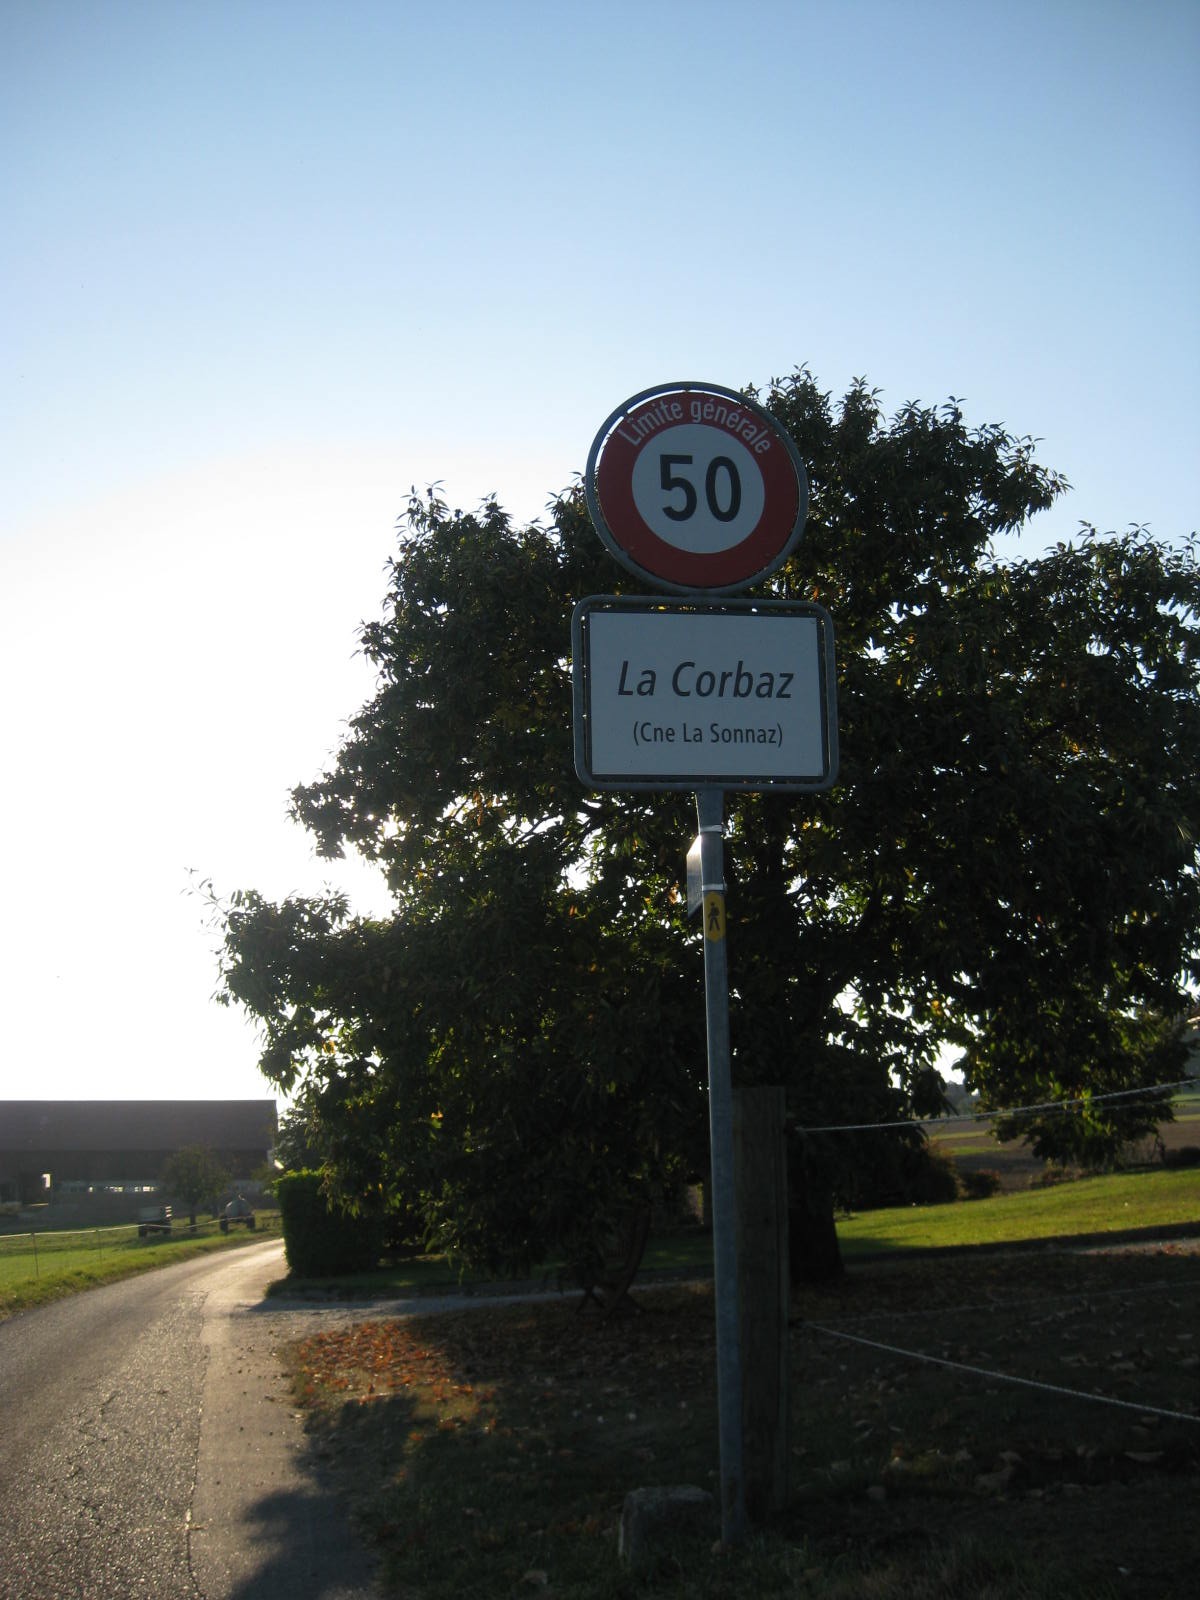 Limite générale
50
La Corbaz
(Cne La Sonnaz)